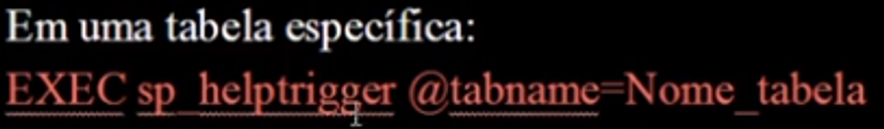 Em uma tabela específica:
EXEC sp_helptrigger @tabname=Nome_tabela